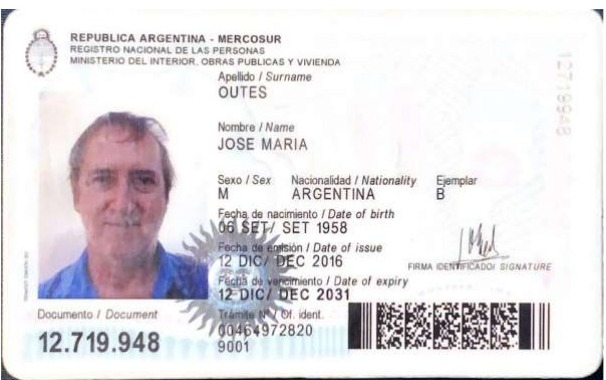 REPUBLICA ARGENTINA - MERCOSUR
REGISTRO NACIONAL DE LAS PERSONAS
MINISTERIO DEL INTERIOR, OBRAS PUBLICAS Y VIVIENDA
Apellido / Surname
OUTES
Nombre / Name
JOSE MARIA
Sexo / Sex Nacionalidad / Nationality Ejemplar
M ARGENTINA B
Fecha de nacimiento / Date of birth
06 SET/ SET 1958
Fecha de emisión / Date of issue
12 DIC/ DEC 2016
FIRMA IDENTIFICADO/ SIGNATURE
Fecha de vencimiento / Date of expiry
12 DIC/ DEC 2031
Documento / Document
12.719.948
Trámite Nº / Of. ident.
00464972820
9001
12719948